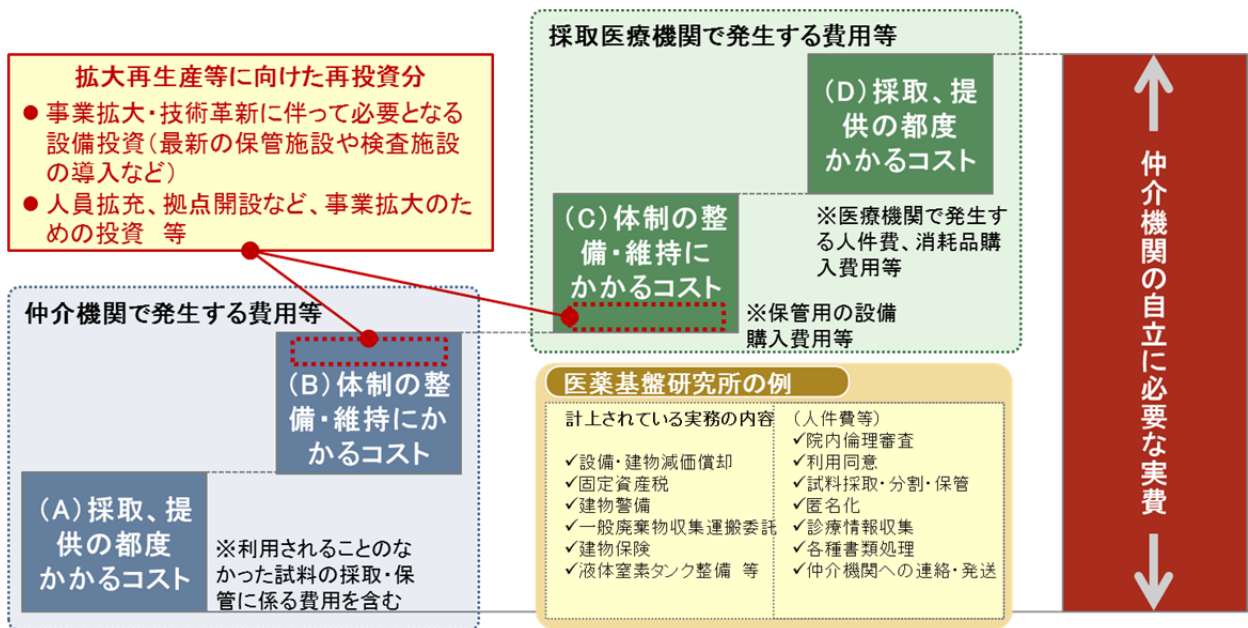 採取医療機関で発生する費用等
拡大再生産等に向けた再投資分
● 事業拡大・技術革新に伴って必要となる
設備投資（最新の保管施設や検査施設
の導入など）
● 人員拡充、拠点開設など、事業拡大のた
めの投資　等
（D）採取、提
供の都度
かかるコスト
（C）体制の整
備・維持に
かかるコスト
※医療機関で発生す
る人件費、消耗品購
入費用等
※保管用の設備
購入費用等
仲介機関で発生する費用等
（B）体制の整
備・維持にか
かるコスト
（A）採取、提
供の都度
かかるコスト
※利用されることのな
かった試料の採取・保
管に係る費用を含む
医薬基盤研究所の例
計上されている実務の内容
✓設備・建物減価償却
✓固定資産税
✓建物警備
✓一般廃棄物収集運搬委託
✓建物保険
✓液体窒素タンク整備　等
（人件費等）
✓院内倫理審査
✓利用同意
✓試料採取・分割・保管
✓匿名化
✓診療情報収集
✓各種書類処理
✓仲介機関への連絡・発送
仲介機関の自立に必要な実費